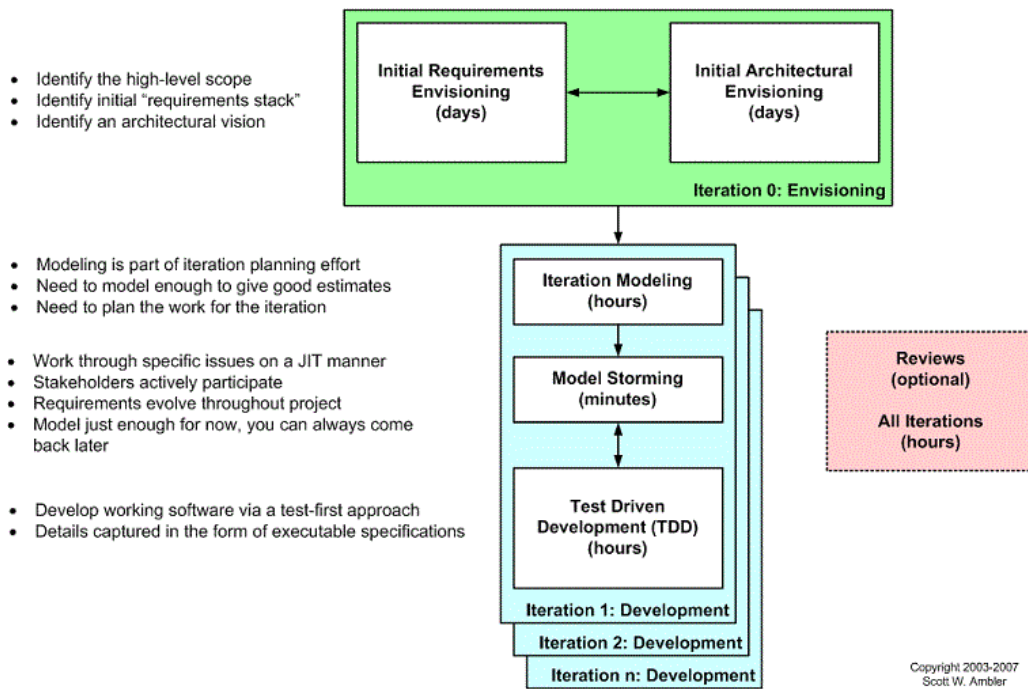 Initial Requirements
Envisioning
(days)
Initial Architectural
Envisioning
(days)
Iteration 0: Envisioning
• Identify the high-level scope
• Identify initial “requirements stack”
• Identify an architectural vision
• Modeling is part of iteration planning effort
• Need to model enough to give good estimates
• Need to plan the work for the iteration
Iteration Modeling
(hours)
• Work through specific issues on a JIT manner
• Stakeholders actively participate
• Requirements evolve throughout project
• Model just enough for now, you can always come
back later
Model Storming
(minutes)
Reviews
(optional)
All Iterations
(hours)
• Develop working software via a test-first approach
• Details captured in the form of executable specifications
Test Driven
Development (TDD)
(hours)
Iteration 1: Development
Iteration 2: Development
Iteration n: Development
Copyright 2003-2007
Scott W. Ambler